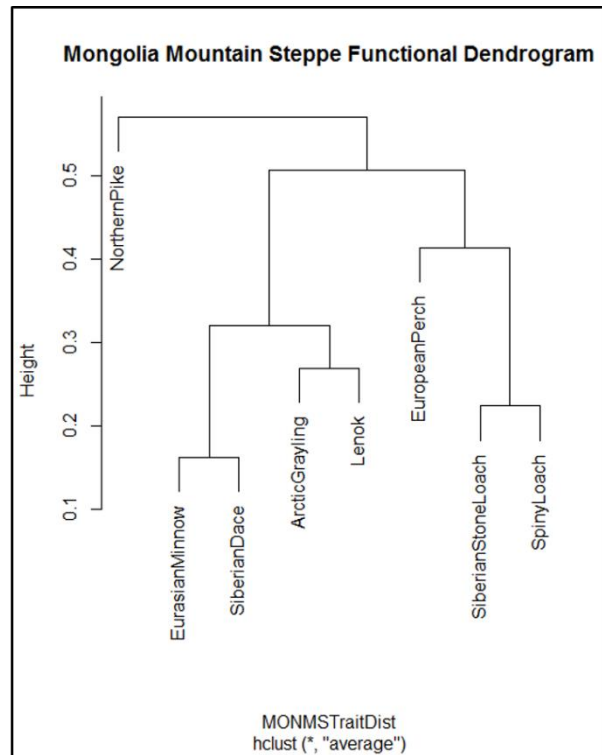 Mongolia Mountain Steppe Functional Dendrogram
Height
0.5
0.4
0.3
0.2
0.1
NorthernPike
EurasianMinnow
SiberianDace
ArcticGrayling
Lenok
EuropeanPerch
SiberianStoneLoach
SpinyLoach
MONMSTraitDist
hclust (*, "average")